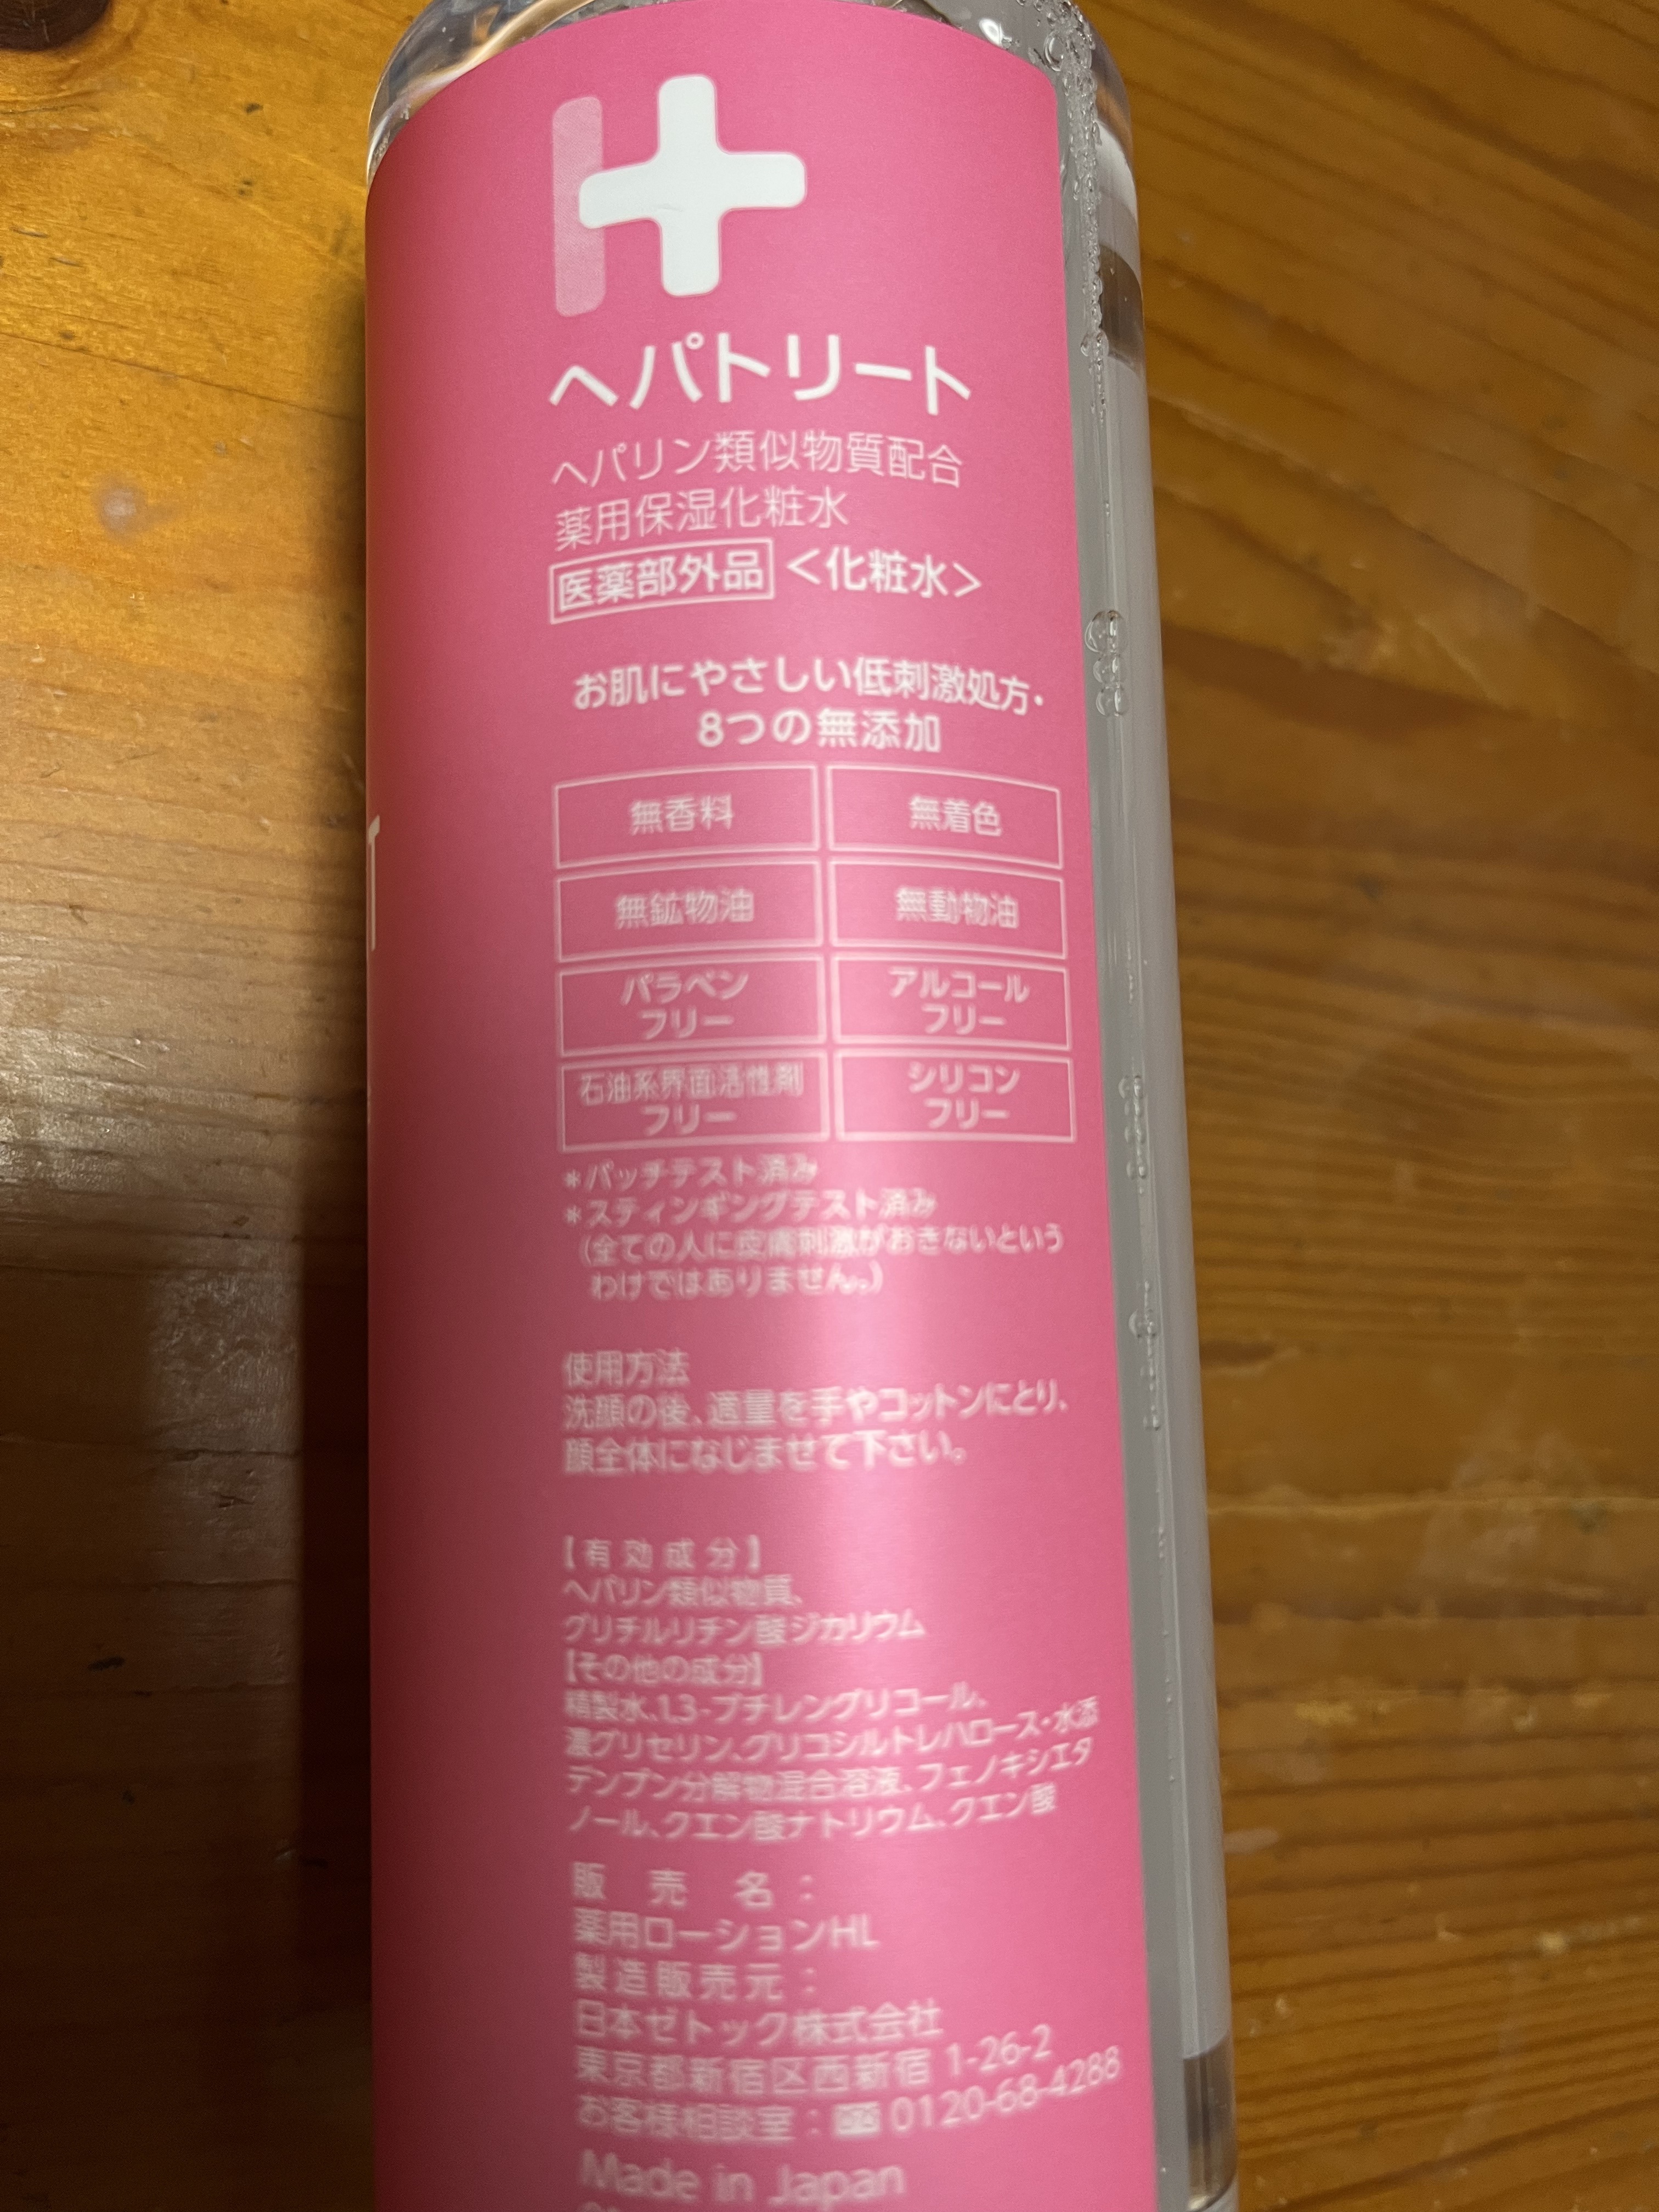 ヘパトリート
ヘパリン類似物質配合
薬用保湿化粧水
医薬部外品 <化粧水>
お肌にやさしい低刺激処方・
8つの無添加
無香料 無着色
無鉱物油 無動物油
パラベン
フリー
アルコール
フリー
石油系界面活性剤
フリー
シリコン
フリー
*パッチテスト済み
*スティンギングテスト済み
(全ての人に皮膚刺激がおきないという
わけではありません。)
使用方法
洗顔の後、適量を手やコットンにとり、
顔全体になじませて下さい。
【有効成分】
ヘパリン類似物質、
グリチルリチン酸ジカリウム
【その他の成分】
精製水、1,3-ブチレングリコール、
濃グリセリン、グリコシルトレハロース・水添
デンプン分解物混合溶液、フェノキシエタ
ノール、クエン酸ナトリウム、クエン酸
販売名:
薬用ローションHL
製造販売元:
日本ゼトック株式会社
東京都新宿区西新宿 1-26-2
お客様相談室: 0120-68-4288
Made in Japan
T